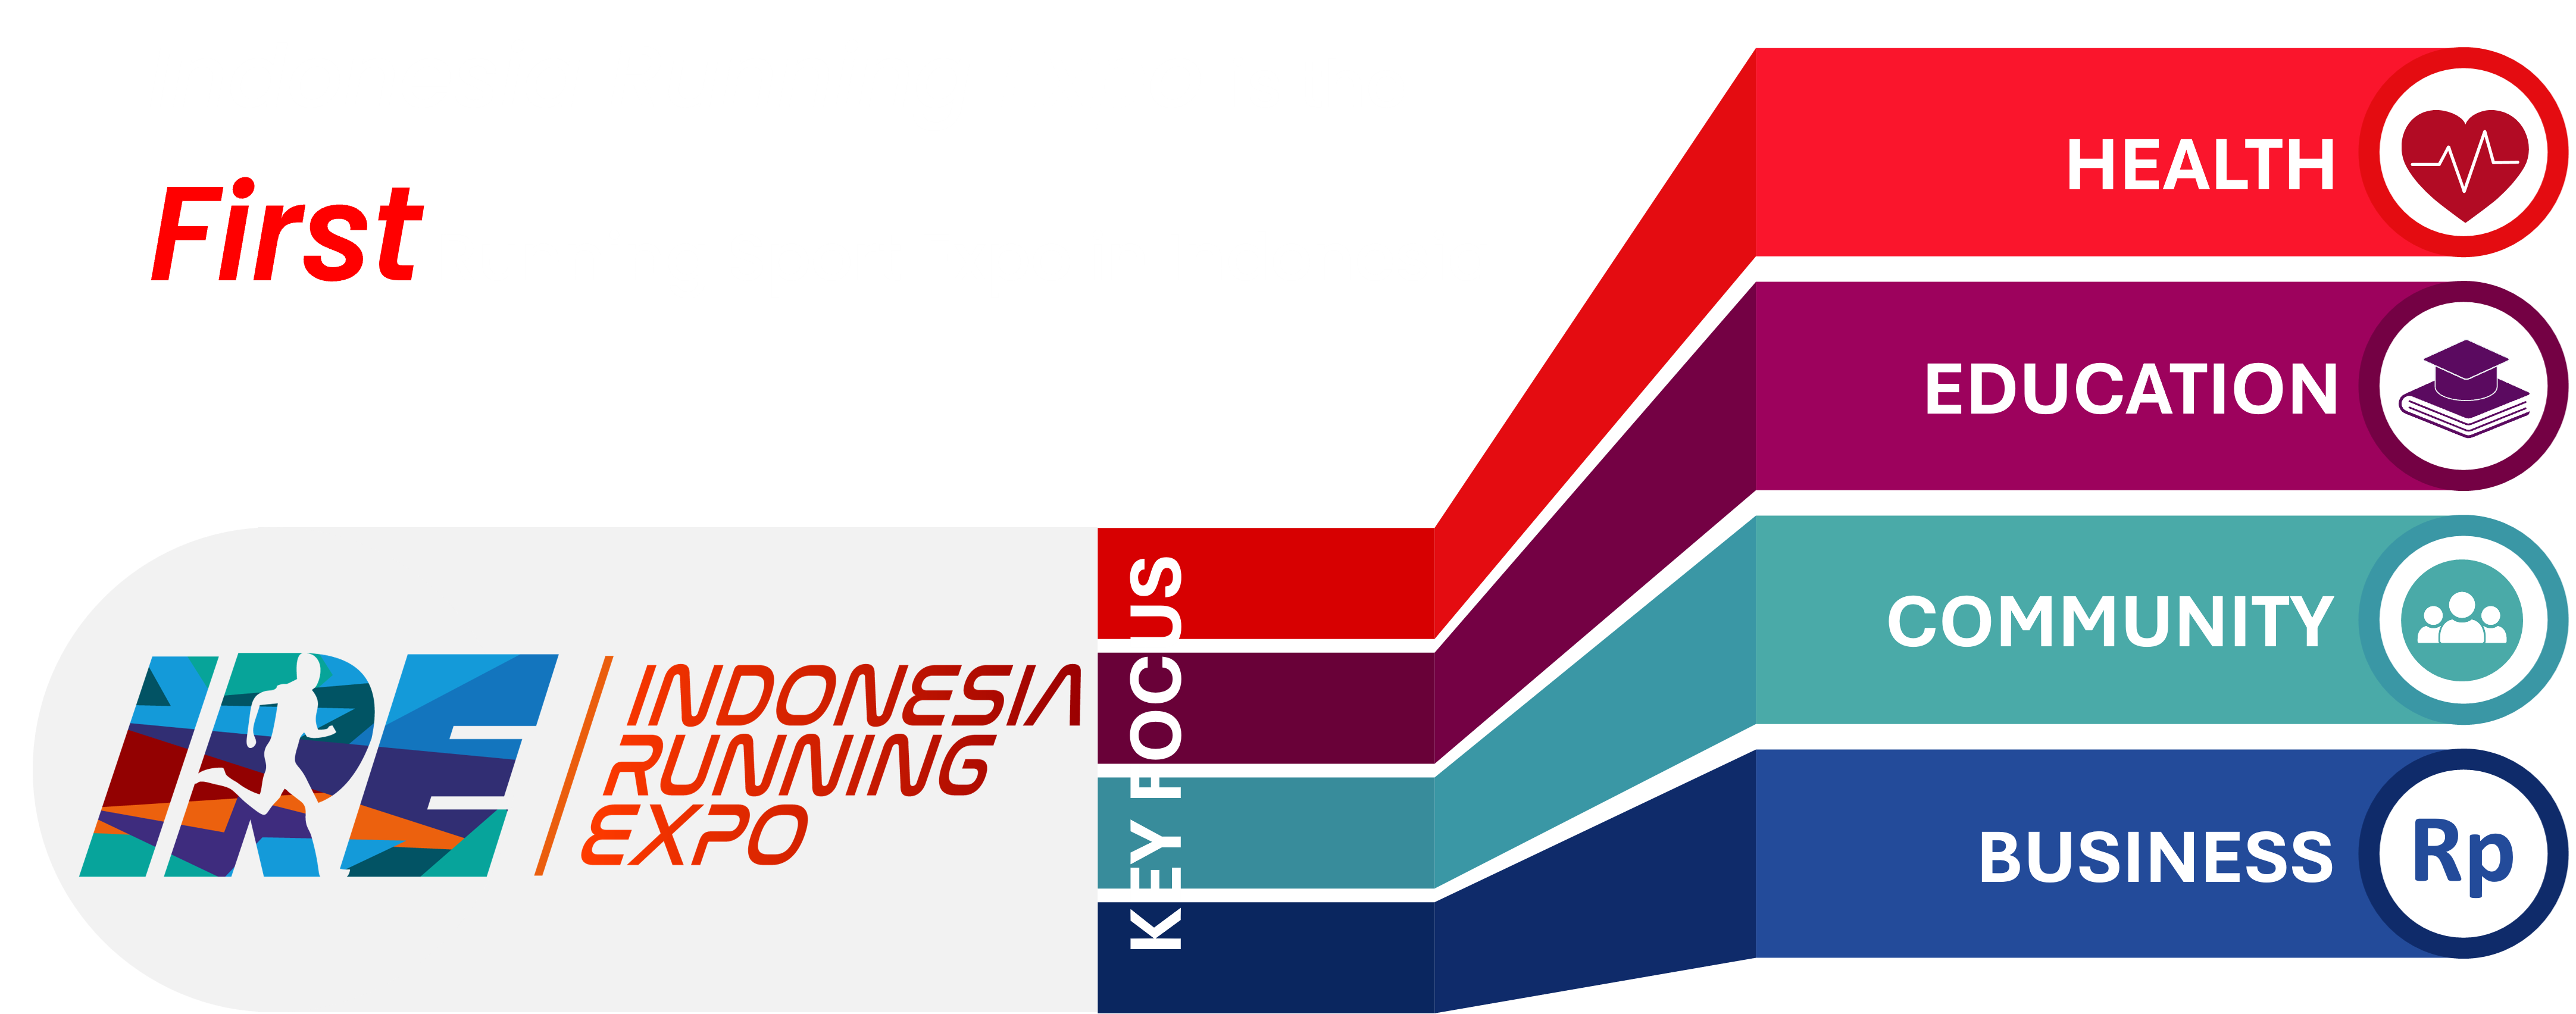 First
IRE
INDONESIA
RUNNING
EXPO
KEY FOCUS
HEALTH
EDUCATION
COMMUNITY
BUSINESS
Rp